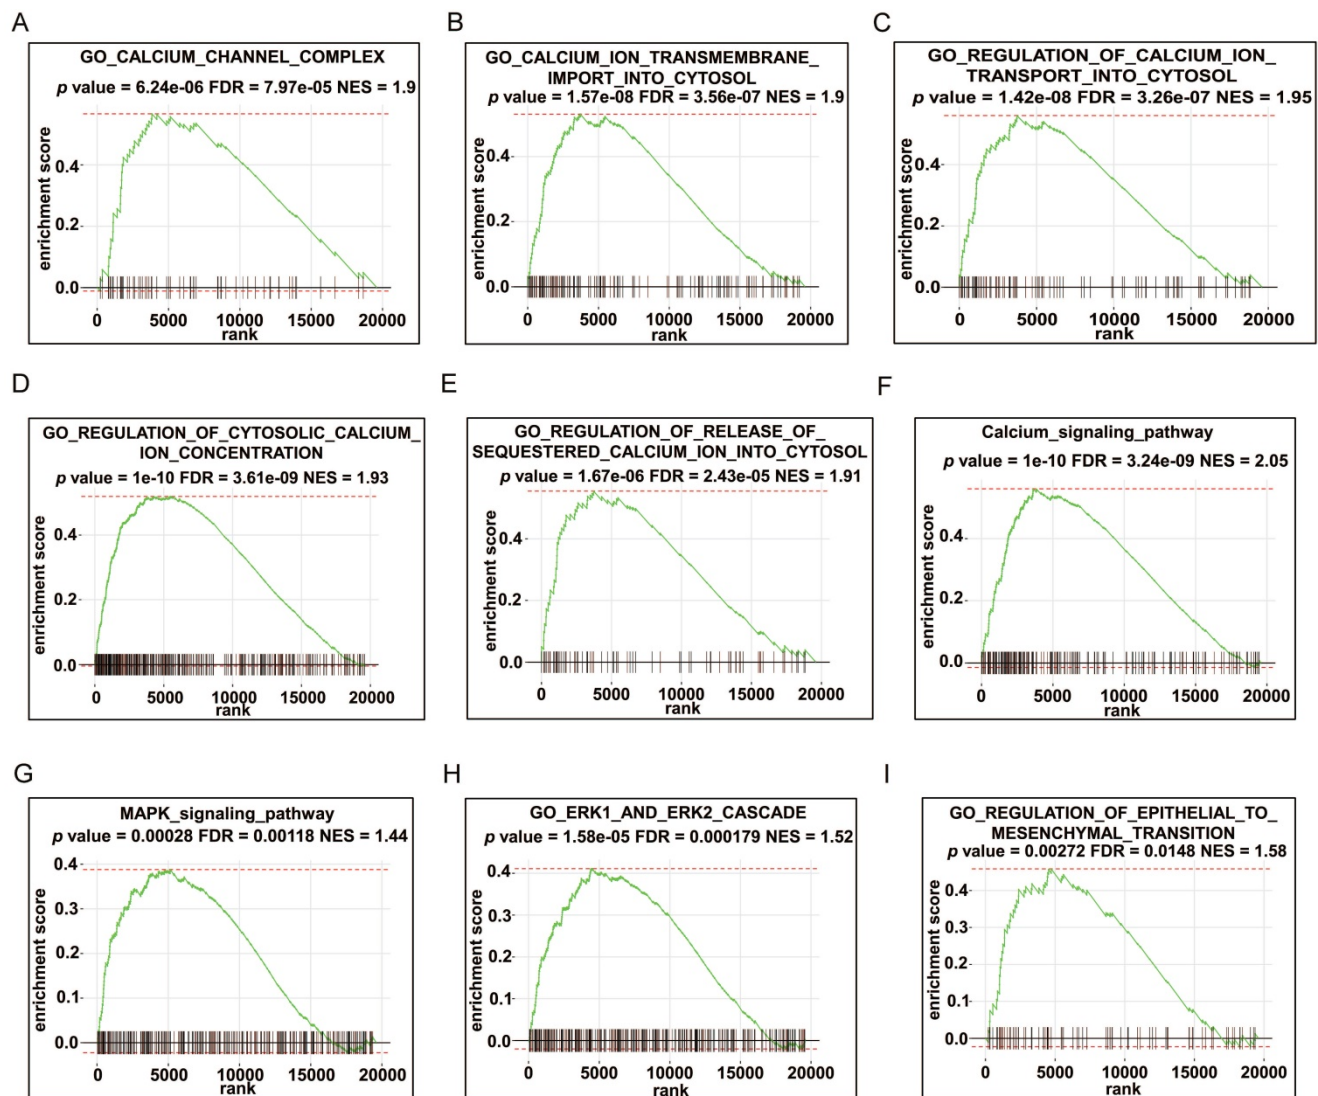 A
GO_CALCIUM_CHANNEL_COMPLEX
p value = 6.24e-06 FDR = 7.97e-05 NES = 1.9
enrichment score
0.4
0.2
0.0
0 5000 10000 15000 20000
rank
B
GO_CALCIUM_ION_TRANSMEMBRANE_
IMPORT_INTO_CYTOSOL
p value = 1.57e-08 FDR = 3.56e-07 NES = 1.9
enrichment score
0.4
0.2
0.0
0 5000 10000 15000 20000
rank
C
GO_REGULATION_OF_CALCIUM_ION_
TRANSPORT_INTO_CYTOSOL
p value = 1.42e-08 FDR = 3.26e-07 NES = 1.95
enrichment score
0.4
0.2
0.0
0 5000 10000 15000 20000
rank
D
GO_REGULATION_OF_CYTOSOLIC_CALCIUM_
ION_CONCENTRATION
p value = 1e-10 FDR = 3.61e-09 NES = 1.93
enrichment score
0.4
0.2
0.0
0 5000 10000 15000 20000
rank
E
GO_REGULATION_OF_RELEASE_OF_
SEQUESTERED_CALCIUM_ION_INTO_CYTOSOL
p value = 1.67e-06 FDR = 2.43e-05 NES = 1.91
enrichment score
0.4
0.2
0.0
0 5000 10000 15000 20000
rank
F
Calcium_signaling_pathway
p value = 1e-10 FDR = 3.24e-09 NES = 2.05
enrichment score
0.4
0.2
0.0
0 5000 10000 15000 20000
rank
G
MAPK_signaling_pathway
p value = 0.00028 FDR = 0.00118 NES = 1.44
enrichment score
0.4
0.3
0.2
0.1
0.0
0 5000 10000 15000 20000
rank
H
GO_ERK1_AND_ERK2_CASCADE
p value = 1.58e-05 FDR = 0.000179 NES = 1.52
enrichment score
0.4
0.3
0.2
0.1
0.0
0 5000 10000 15000 20000
rank
I
GO_REGULATION_OF_EPITHELIAL_TO_
MESENCHYMAL_TRANSITION
p value = 0.00272 FDR = 0.0148 NES = 1.58
enrichment score
0.4
0.3
0.2
0.1
0.0
0 5000 10000 15000 20000
rank